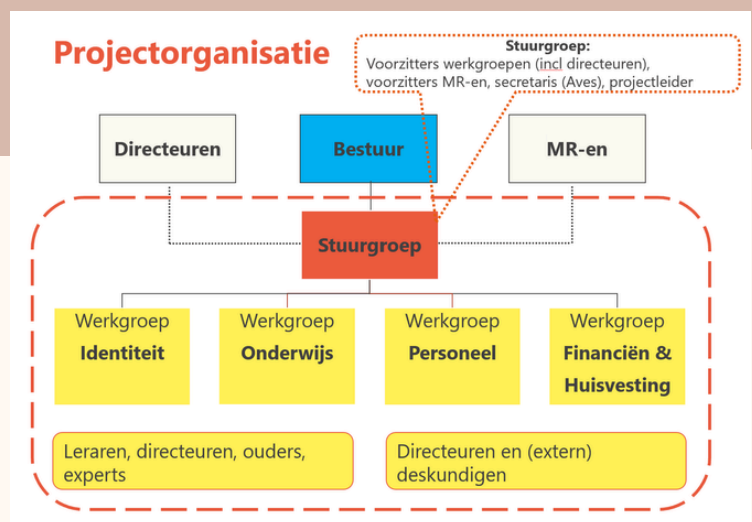 Projectorganisatie
Stuurgroep:
Voorzitters werkgroepen (incl directeuren),
voorzitters MR-en, secretaris (Aves), projectleider
Directeuren
Bestuur
MR-en
Stuurgroep
Werkgroep
Identiteit
Werkgroep
Onderwijs
Werkgroep
Personeel
Werkgroep
Financiën &
Huisvesting
Leraren, directeuren, ouders,
experts
Directeuren en (extern)
deskundigen